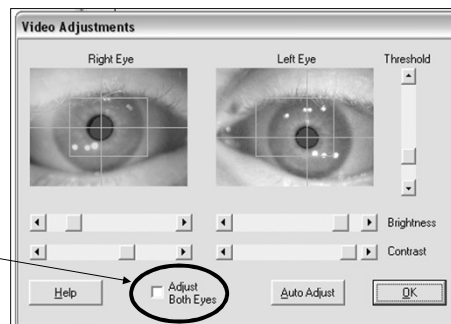 Video Adjustments
Right Eye
Left Eye
Threshold
Brightness
Contrast
Help
Adjust
Both Eyes
Auto Adjust
OK